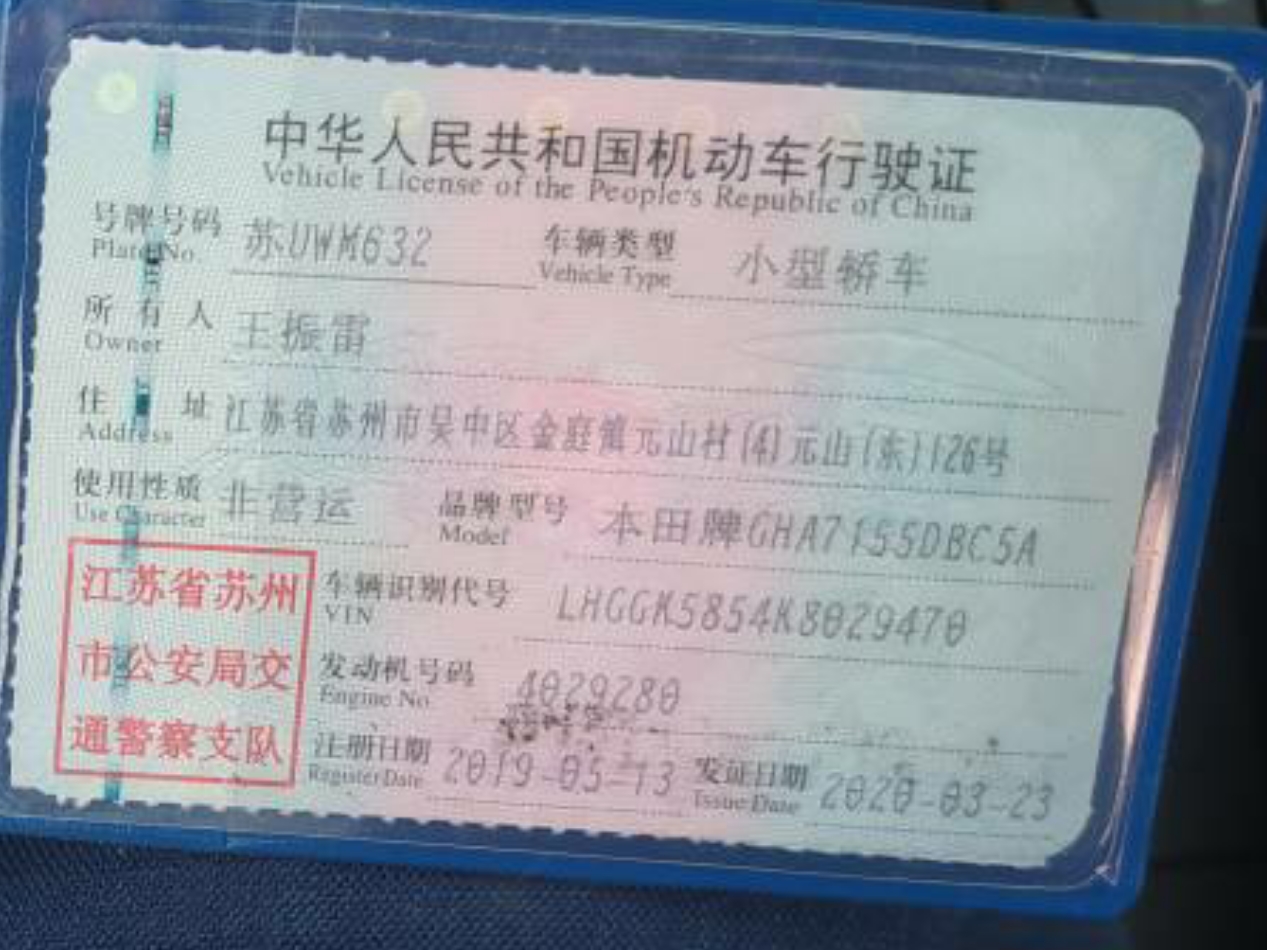 中华人民共和国机动车行驶证
Vehicle License of the People's Republic of China
号牌号码 苏UWM632 车辆类型 小型轿车
Plate No. Vehicle Type
所有人 王振雷
Owner
住址 江苏省苏州市吴中区金庭镇元山村(4)元山(东)126号
Address
使用性质 非营运 品牌型号 本田牌GHA7155DBC5A
Use Character Model
江苏省苏州
市公安局交
通警察支队
车辆识别代号 LHGGK5854K8029470
VIN
发动机号码 4029280
Engine No.
注册日期 2019-05-13 发证日期 2020-03-23
Register Date Issue Date